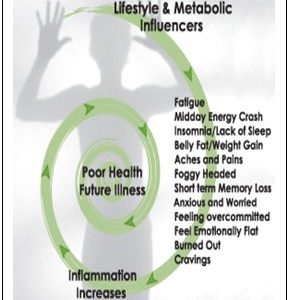 Lifestyle & Metabolic
Influencers
Fatigue
Midday Energy Crash
Insomnia/Lack of Sleep
Belly Fat/Weight Gain
Aches and Pains
Foggy Headed
Short term Memory Loss
Anxious and Worried
Feeling overcommitted
Feel Emotionally Flat
Burned Out
Cravings
Poor Health
Future Illness
Inflammation
Increases